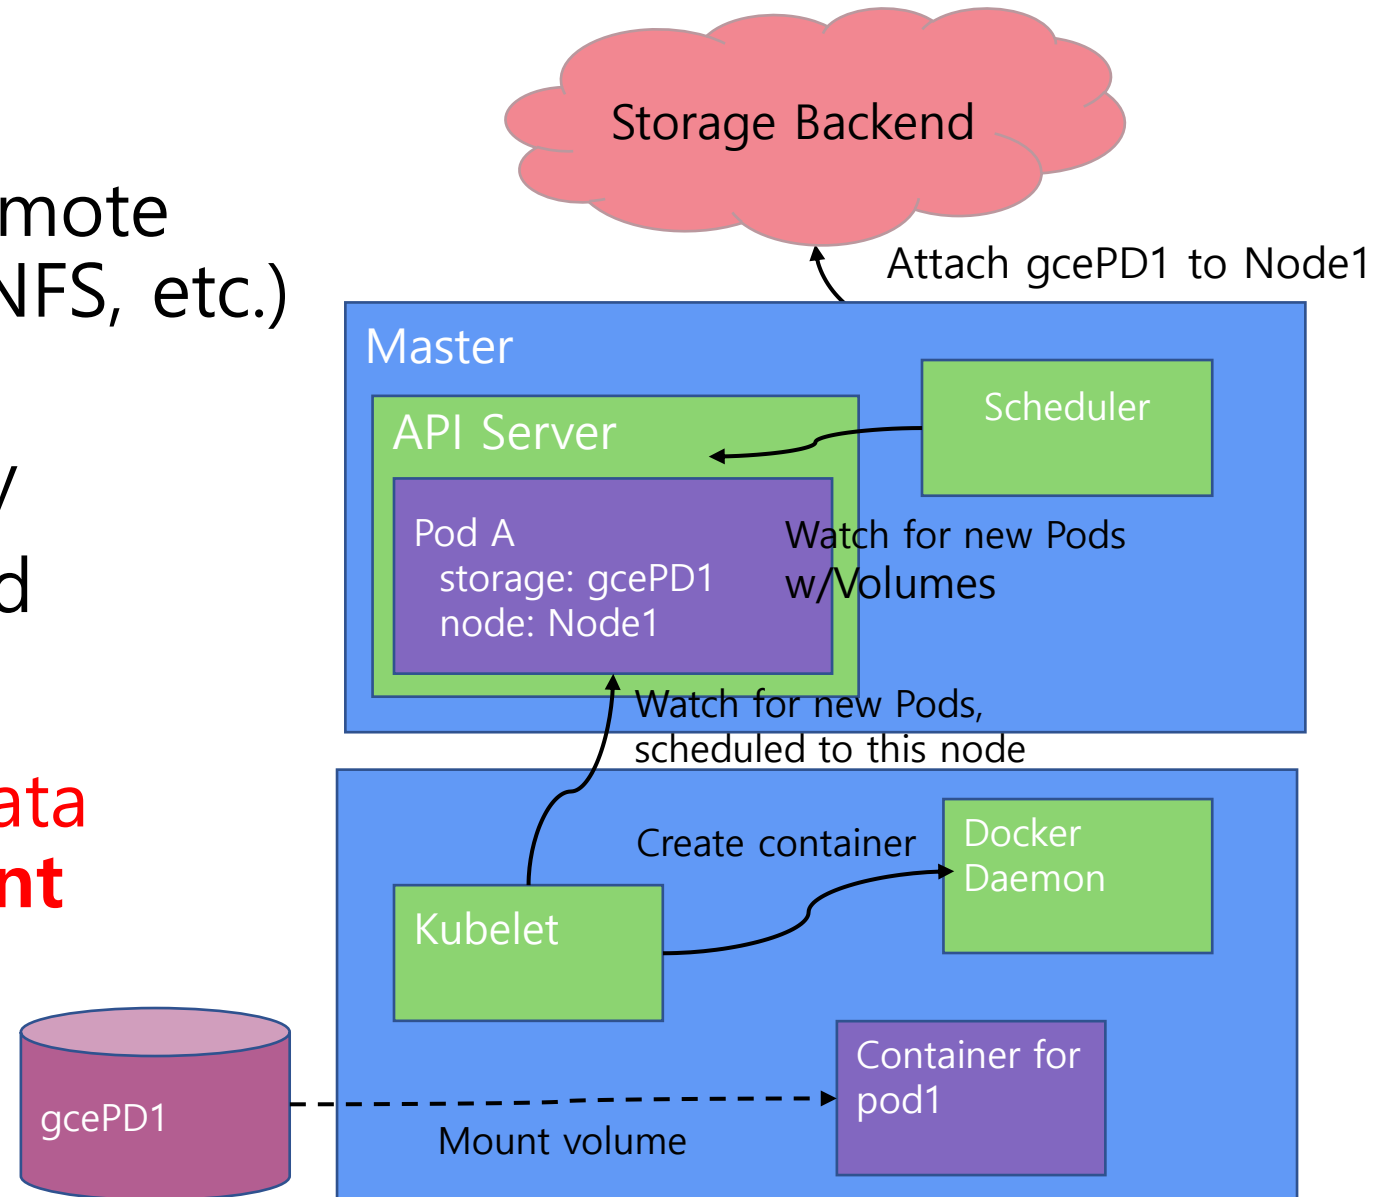 Storage Backend
mote
NFS, etc.)
Attach gcePD1 to Node1
Master
Scheduler
API Server
Pod A
storage: gcePD1
node: Node1
Watch for new Pods
w/Volumes
y
d
Watch for new Pods,
scheduled to this node
ata
nt
Create container
Docker
Daemon
Kubelet
Container for
pod1
gcePD1
Mount volume